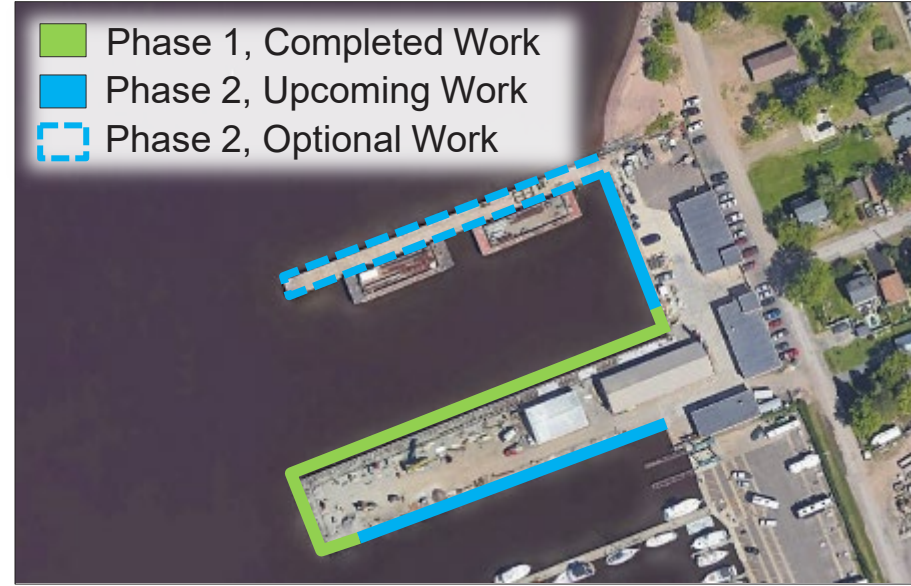 Phase 1, Completed Work
Phase 2, Upcoming Work
Phase 2, Optional Work